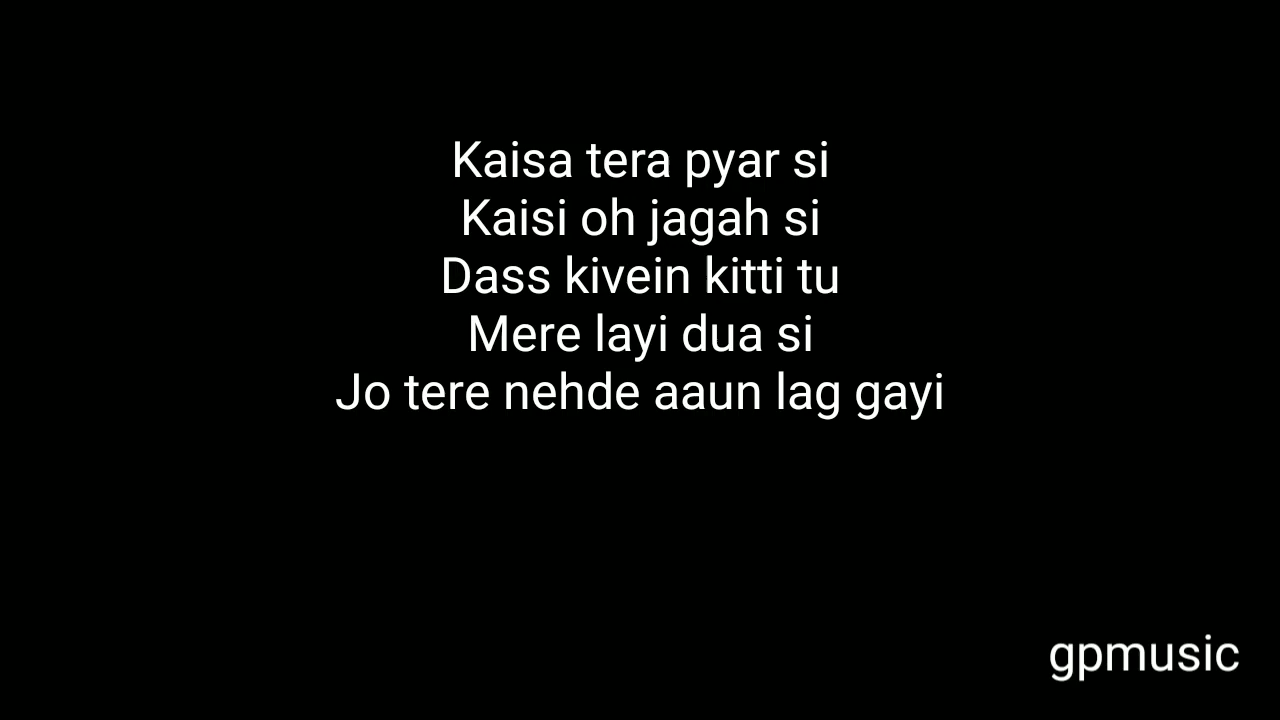 Kaisa tera pyar si
Kaisi oh jagah si
Dass kivein kitti tu
Mere layi dua si
Jo tere nehde aaun lag gayi
gpmusic